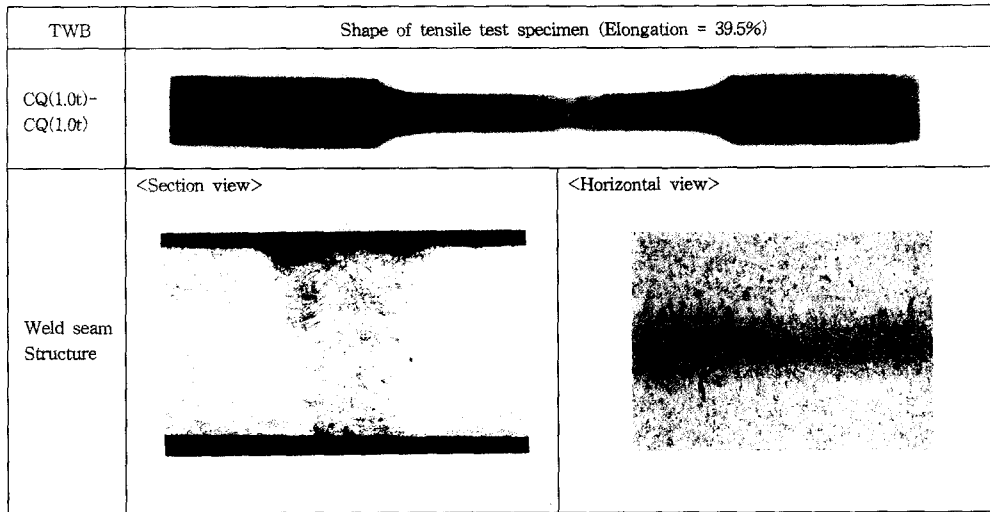 TWB
Shape of tensile test specimen (Elongation = 39.5%)
CQ(1.0t)-
CQ(1.0t)
<Section view>
<Horizontal view>
Weld seam
Structure